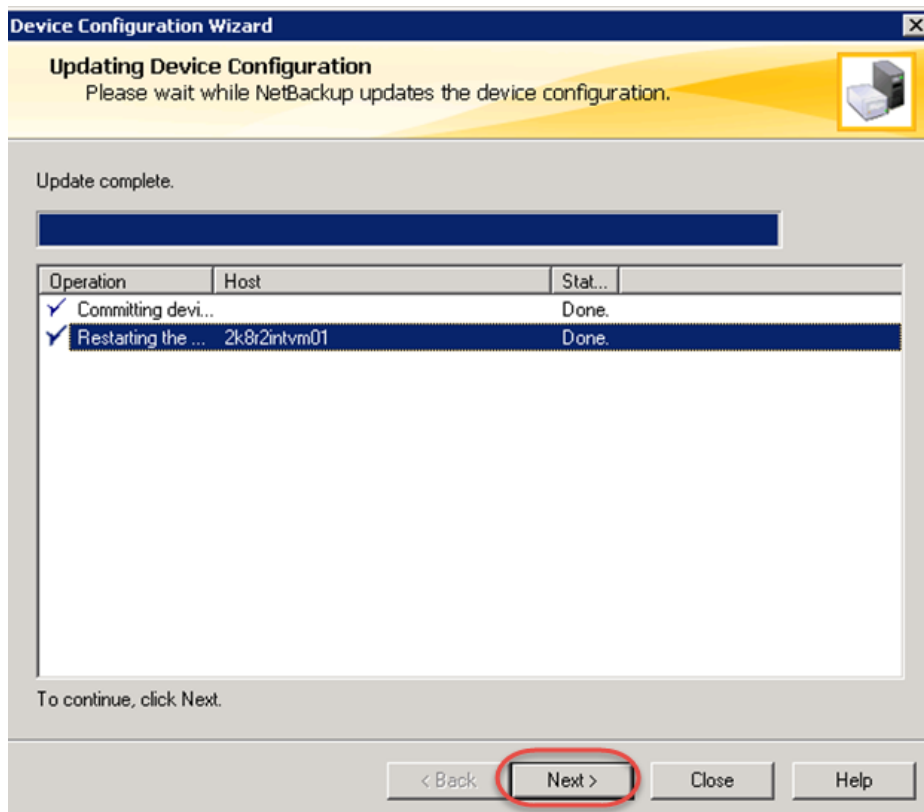 Device Configuration Wizard
Updating Device Configuration
Please wait while NetBackup updates the device configuration.
Update complete.
Operation Host Stat...
Committing devi... Done.
Restarting the ... 2k8r2intvm01 Done.
To continue, click Next.
< Back Next > Close Help